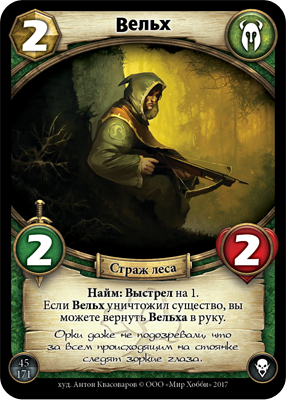 2
Вельх
2
2
Страж леса
Найм: Выстрел на 1.
Если Вельх уничтожил существо, вы
можете вернуть Вельха в руку.
Орки даже не подозревали, что
за всем происходящим на стоянке
следят зоркие глаза.
45
171
худ. Антон Квасоваров © ООО «Мир Хобби» 2017